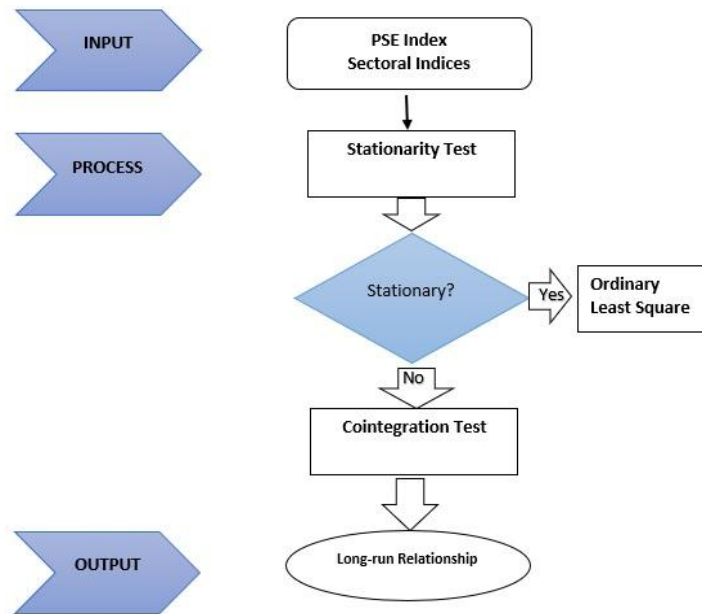 INPUT
PSE Index
Sectoral Indices
PROCESS
Stationarity Test
Stationary?
Yes
Ordinary
Least Square
No
Cointegration Test
OUTPUT
Long-run Relationship